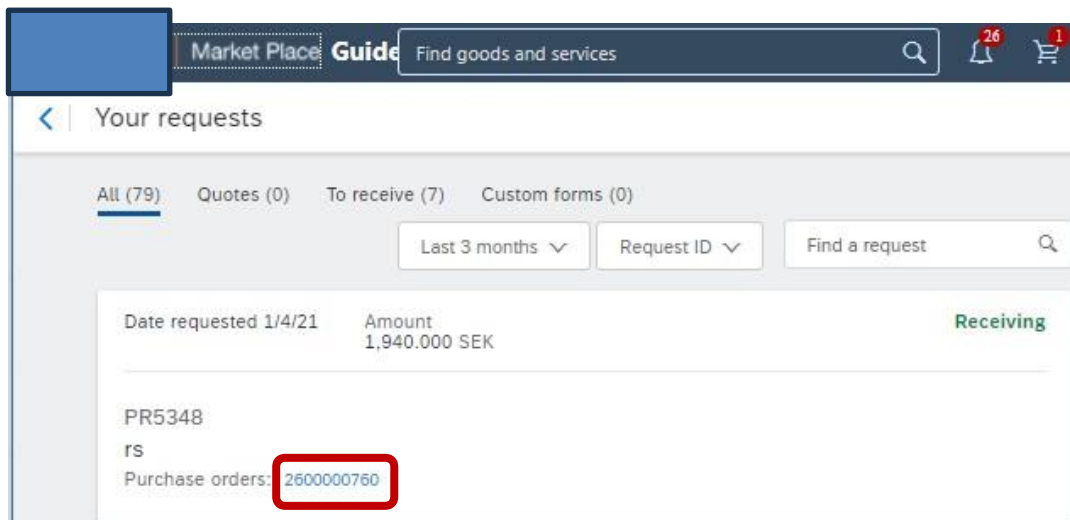 Market Place Guide Find goods and services 26 1
Your requests
All (79) Quotes (0) To receive (7) Custom forms (0)
Last 3 months Request ID Find a request
Date requested 1/4/21 Amount Receiving
1,940.000 SEK
PR5348
rs
Purchase orders: 2600000760